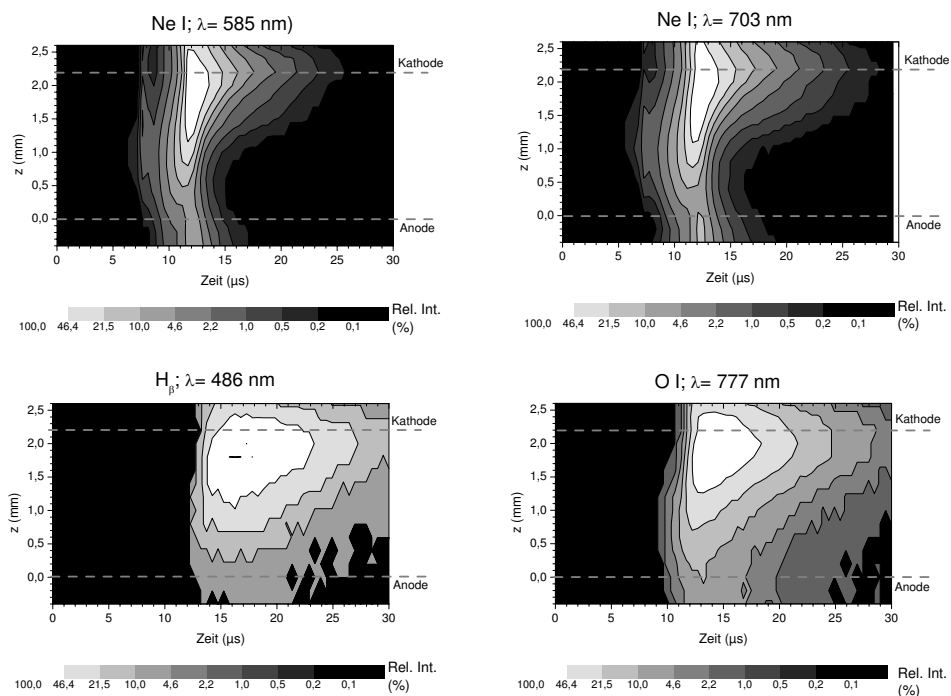 Ne I; λ= 585 nm)
2,5
2,0
1,5
1,0
0,5
0,0
z (mm)
Kathode
Anode
0 5 10 15 20 25 30
Zeit (µs)
100,0 46,4 21,5 10,0 4,6 2,2 1,0 0,5 0,2 0,1
Rel. Int.
(%)
Ne I; λ= 703 nm
2,5
2,0
1,5
1,0
0,5
0,0
z (mm)
Kathode
Anode
0 5 10 15 20 25 30
Zeit (µs)
100,0 46,4 21,5 10,0 4,6 2,2 1,0 0,5 0,2 0,1
Rel. Int.
(%)
Hβ; λ= 486 nm
2,5
2,0
1,5
1,0
0,5
0,0
z (mm)
Kathode
Anode
0 5 10 15 20 25 30
Zeit (µs)
100,0 46,4 21,5 10,0 4,6 2,2 1,0 0,5 0,2 0,1
Rel. Int.
(%)
O I; λ= 777 nm
2,5
2,0
1,5
1,0
0,5
0,0
z (mm)
Kathode
Anode
0 5 10 15 20 25 30
Zeit (µs)
100,0 46,4 21,5 10,0 4,6 2,2 1,0 0,5 0,2 0,1
Rel. Int.
(%)